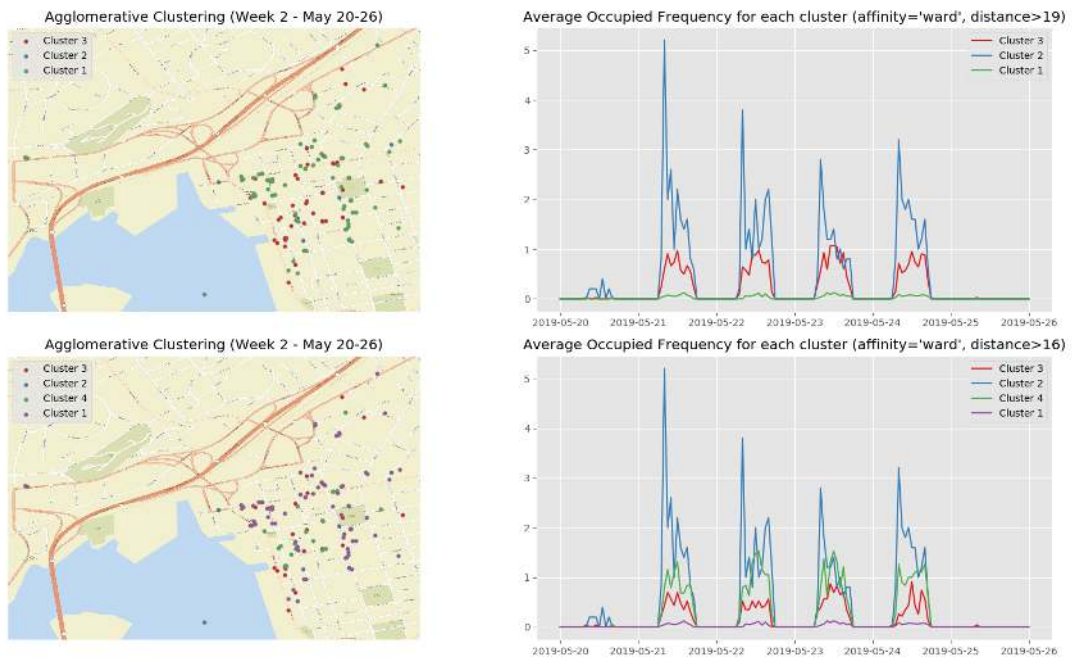 Agglomerative Clustering (Week 2 - May 20-26)
Cluster 3
Cluster 2
Cluster 1
Average Occupied Frequency for each cluster (affinity='ward', distance>19)
Cluster 3
Cluster 2
Cluster 1
5
4
3
2
1
0
2019-05-20 2019-05-21 2019-05-22 2019-05-23 2019-05-24 2019-05-25 2019-05-26
Agglomerative Clustering (Week 2 - May 20-26)
Cluster 3
Cluster 2
Cluster 4
Cluster 1
Average Occupied Frequency for each cluster (affinity='ward', distance>16)
Cluster 3
Cluster 2
Cluster 4
Cluster 1
5
4
3
2
1
0
2019-05-20 2019-05-21 2019-05-22 2019-05-23 2019-05-24 2019-05-25 2019-05-26